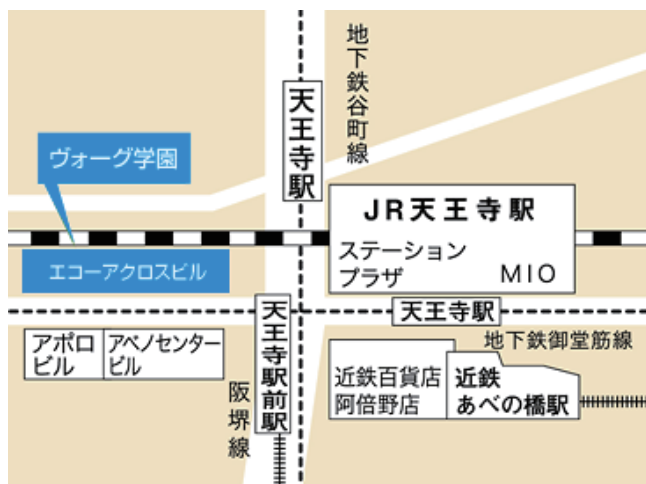 地下鉄谷町線
天王寺駅
ヴォーグ学園
JR天王寺駅
ステーション
プラザ
MIO
エコーアクロスビル
天王寺駅
地下鉄御堂筋線
天王寺駅前駅
アポロ
ビル
アベノセンター
ビル
近鉄百貨店
阿倍野店
近鉄
あべの橋駅
阪堺線